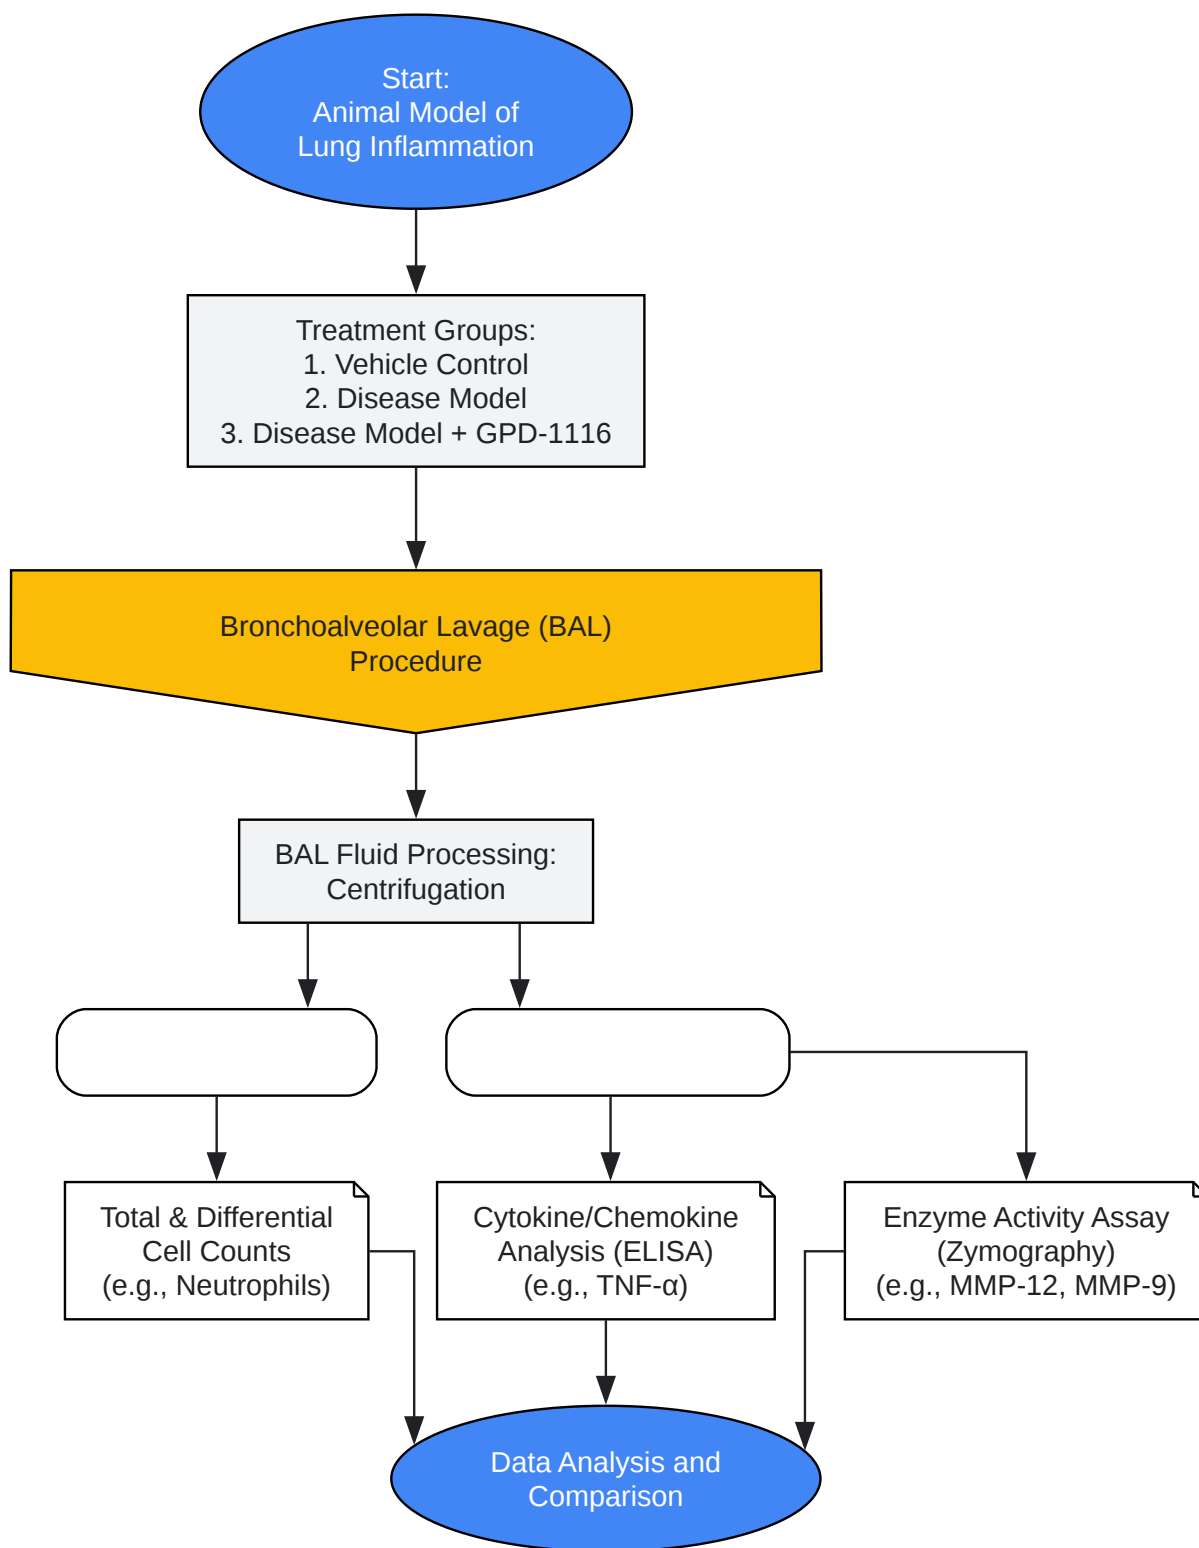 Start:
Animal Model of
Lung Inflammation
Treatment Groups:
1. Vehicle Control
2. Disease Model
3. Disease Model + GPD-1116
Bronchoalveolar Lavage (BAL)
Procedure
BAL Fluid Processing:
Centrifugation
Total & Differential
Cell Counts
(e.g., Neutrophils)
Cytokine/Chemokine
Analysis (ELISA)
(e.g., TNF-α)
Enzyme Activity Assay
(Zymography)
(e.g., MMP-12, MMP-9)
Data Analysis and
Comparison